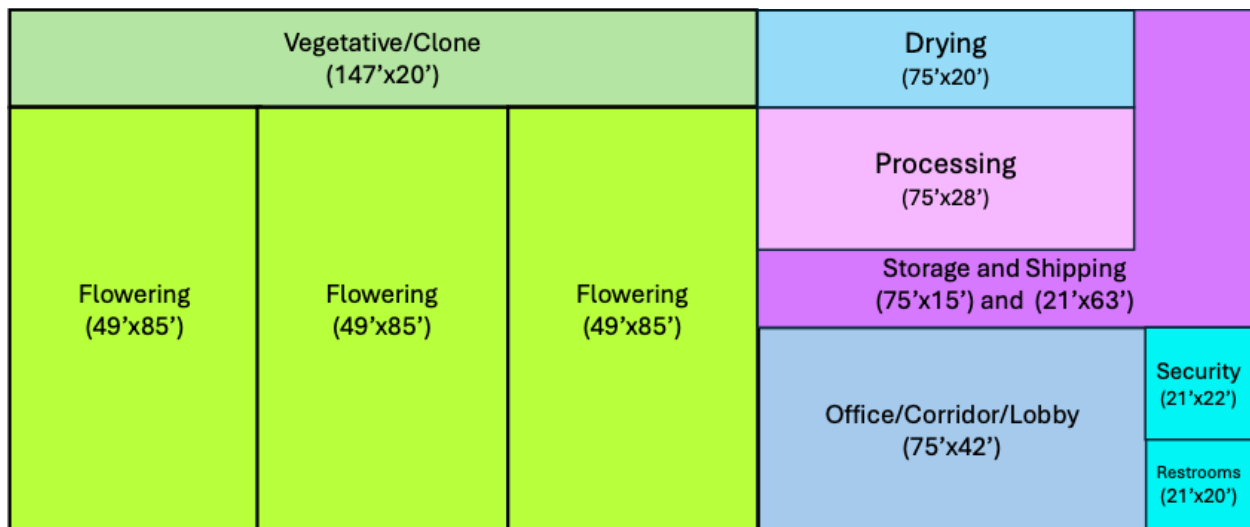 Vegetative/Clone
(147’x20’)
Drying
(75’x20’)
Processing
(75’x28’)
Storage and Shipping
(75’x15’) and  (21’x63’)
Flowering
(49’x85’)
Flowering
(49’x85’)
Flowering
(49’x85’)
Office/Corridor/Lobby
(75’x42’)
Security
(21’x22’)
Restrooms
(21’x20’)